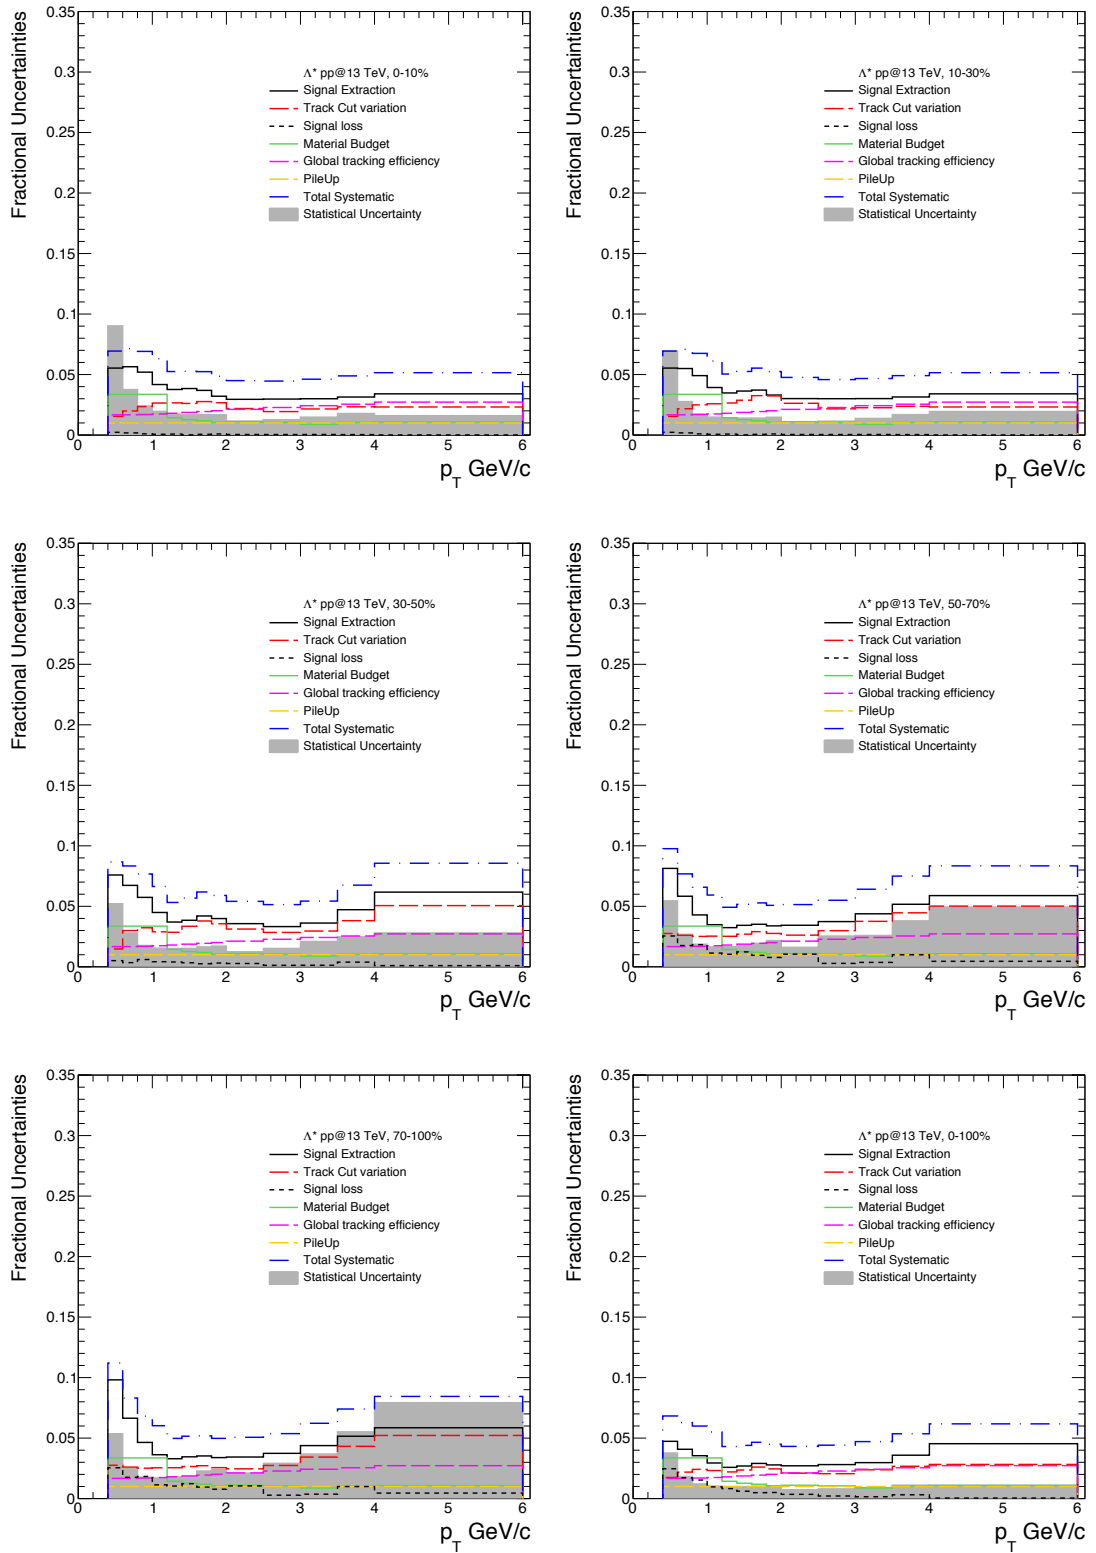 Fractional Uncertainties
0.35
0.3
0.25
0.2
0.15
0.1
0.05
0
Λ* pp@13 TeV, 0-10%
Signal Extraction
Track Cut variation
Signal loss
Material Budget
Global tracking efficiency
PileUp
Total Systematic
Statistical Uncertainty
0 1 2 3 4 5 6
p_T GeV/c
Fractional Uncertainties
0.35
0.3
0.25
0.2
0.15
0.1
0.05
0
Λ* pp@13 TeV, 10-30%
Signal Extraction
Track Cut variation
Signal loss
Material Budget
Global tracking efficiency
PileUp
Total Systematic
Statistical Uncertainty
0 1 2 3 4 5 6
p_T GeV/c
Fractional Uncertainties
0.35
0.3
0.25
0.2
0.15
0.1
0.05
0
Λ* pp@13 TeV, 30-50%
Signal Extraction
Track Cut variation
Signal loss
Material Budget
Global tracking efficiency
PileUp
Total Systematic
Statistical Uncertainty
0 1 2 3 4 5 6
p_T GeV/c
Fractional Uncertainties
0.35
0.3
0.25
0.2
0.15
0.1
0.05
0
Λ* pp@13 TeV, 50-70%
Signal Extraction
Track Cut variation
Signal loss
Material Budget
Global tracking efficiency
PileUp
Total Systematic
Statistical Uncertainty
0 1 2 3 4 5 6
p_T GeV/c
Fractional Uncertainties
0.35
0.3
0.25
0.2
0.15
0.1
0.05
0
Λ* pp@13 TeV, 70-100%
Signal Extraction
Track Cut variation
Signal loss
Material Budget
Global tracking efficiency
PileUp
Total Systematic
Statistical Uncertainty
0 1 2 3 4 5 6
p_T GeV/c
Fractional Uncertainties
0.35
0.3
0.25
0.2
0.15
0.1
0.05
0
Λ* pp@13 TeV, 0-100%
Signal Extraction
Track Cut variation
Signal loss
Material Budget
Global tracking efficiency
PileUp
Total Systematic
Statistical Uncertainty
0 1 2 3 4 5 6
p_T GeV/c